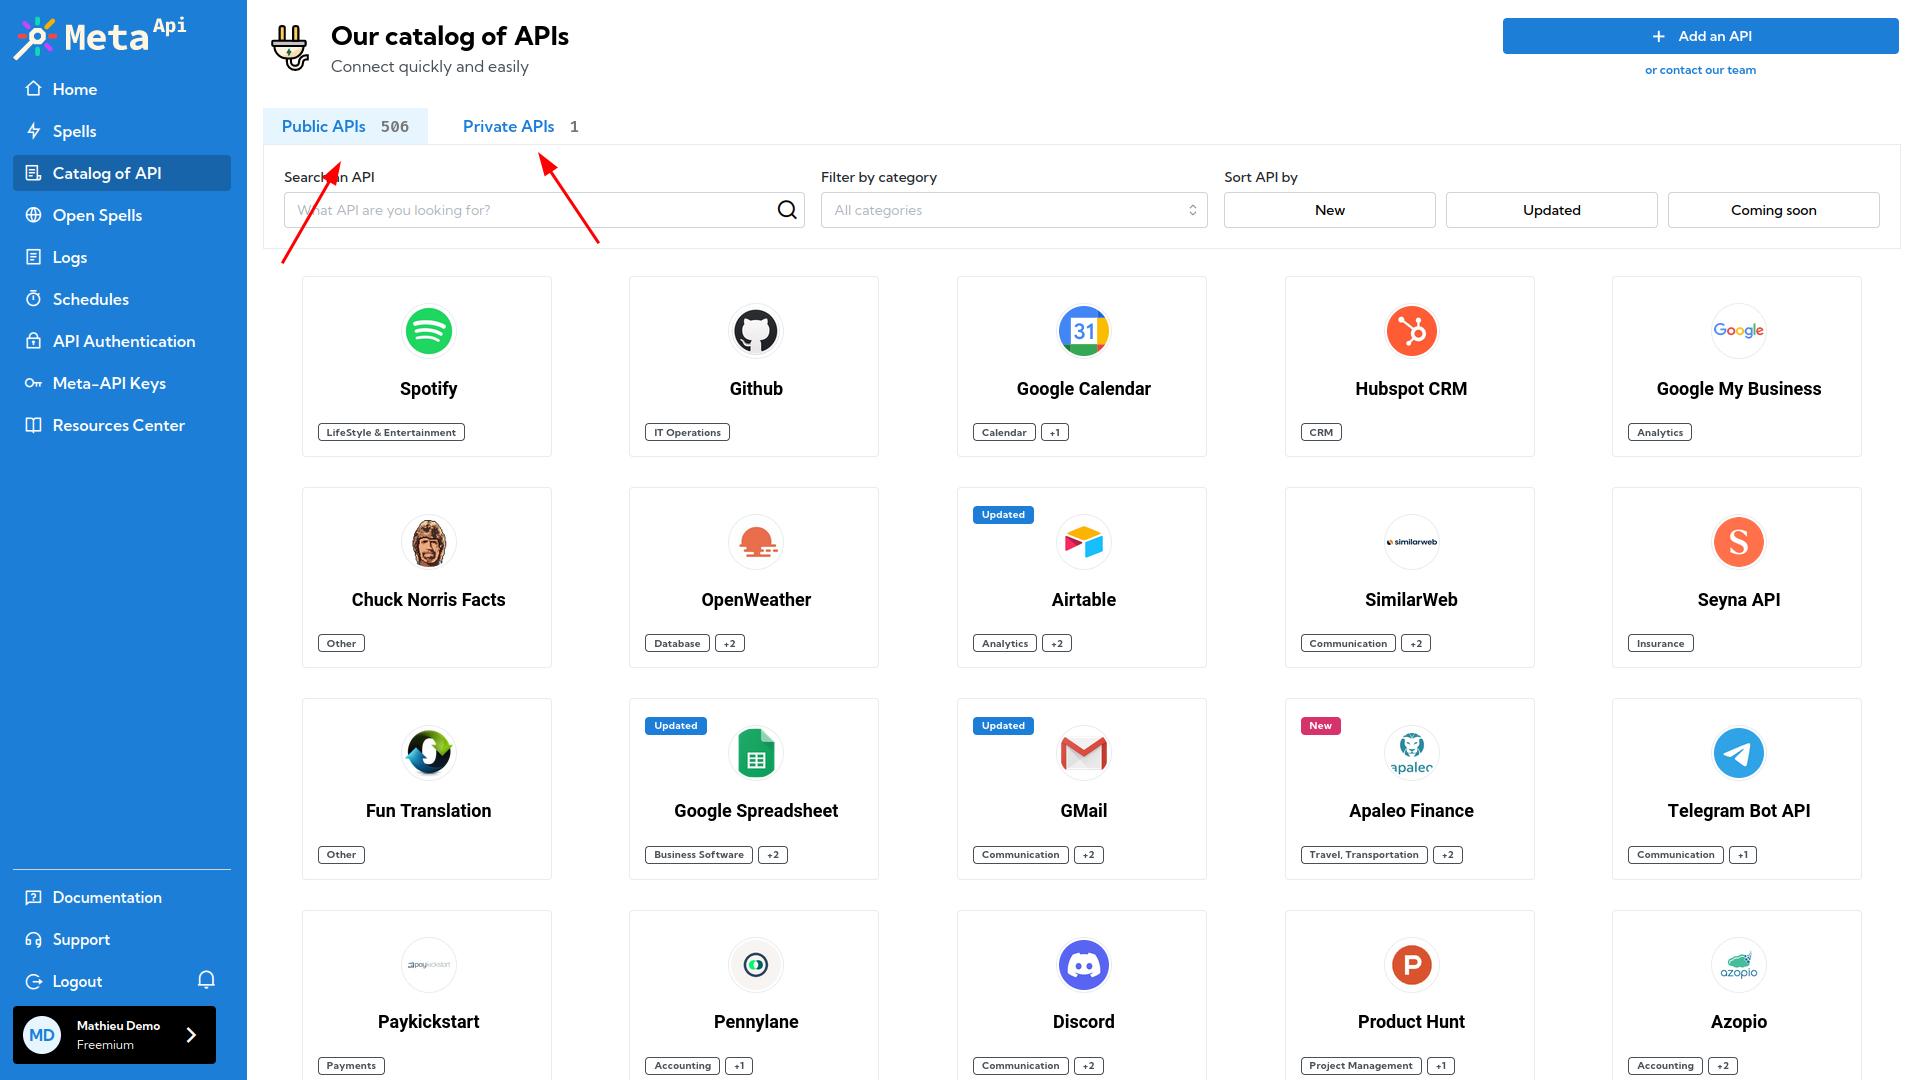 Meta Api
Home
Spells
Catalog of API
Open Spells
Logs
Schedules
API Authentication
Meta-API Keys
Resources Center
Documentation
Support
Logout
MD
Mathieu Demo
Freemium
Our catalog of APIs
Connect quickly and easily
+ Add an API
or contact our team
Public APIs 506
Private APIs 1
Search an API
What API are you looking for?
Filter by category
All categories
Sort API by
New
Updated
Coming soon
Spotify
LifeStyle & Entertainment
Github
IT Operations
31
Google Calendar
Calendar +1
Hubspot CRM
CRM
Google
Google My Business
Analytics
Chuck Norris Facts
Other
OpenWeather
Database +2
Updated
Airtable
Analytics +2
similarweb
SimilarWeb
Communication +2
S
Seyna API
Insurance
Fun Translation
Other
Updated
Google Spreadsheet
Business Software +2
Updated
GMail
Communication +2
New
apaleo
Apaleo Finance
Travel, Transportation +2
Telegram Bot API
Communication +1
paykickstart
Paykickstart
Payments
Pennylane
Accounting +1
Discord
Communication +2
P
Product Hunt
Project Management +1
azopio
Azopio
Accounting +2